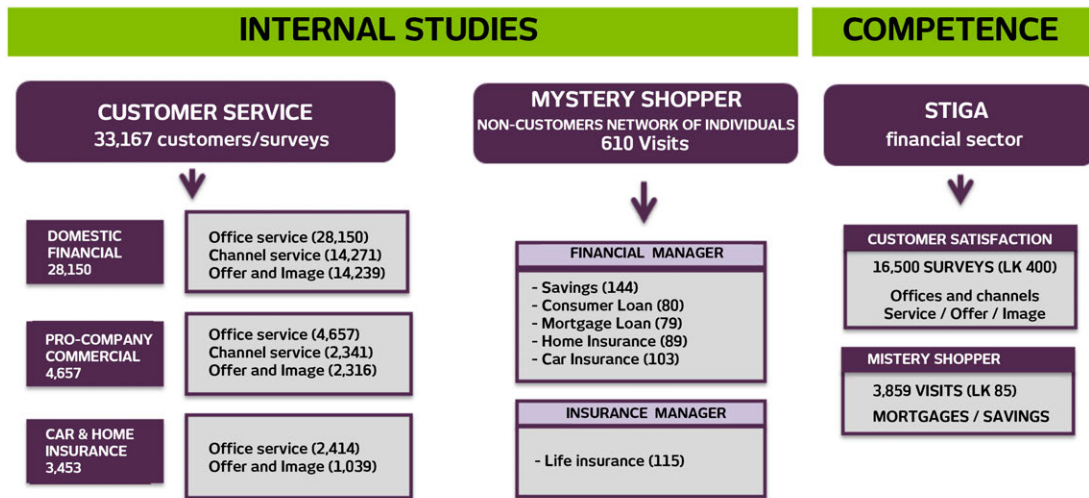 INTERNAL STUDIES
COMPETENCE
CUSTOMER SERVICE
33,167 customers/surveys
MYSTERY SHOPPER
NON-CUSTOMERS NETWORK OF INDIVIDUALS
610 Visits
STIGA
financial sector
DOMESTIC
FINANCIAL
28,150
Office service (28,150)
Channel service (14,271)
Offer and Image (14,239)
PRO-COMPANY
COMMERCIAL
4,657
Office service (4,657)
Channel service (2,341)
Offer and Image (2,316)
CAR & HOME
INSURANCE
3,453
Office service (2,414)
Offer and Image (1,039)
FINANCIAL MANAGER
- Savings (144)
- Consumer Loan (80)
- Mortgage Loan (79)
- Home Insurance (89)
- Car Insurance (103)
INSURANCE MANAGER
- Life insurance (115)
CUSTOMER SATISFACTION
16,500 SURVEYS (LK 400)
Offices and channels
Service / Offer / Image
MISTERY SHOPPER
3,859 VISITS (LK 85)
MORTGAGES / SAVINGS